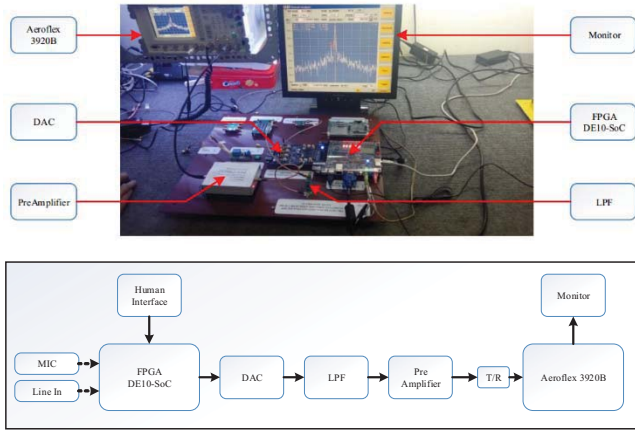 Aeroflex
3920B
Monitor
DAC
FPGA
DE10-SoC
PreAmplifier
LPF
Human
Interface
Monitor
MIC
Line In
FPGA
DE10-SoC
DAC
LPF
Pre
Amplifier
T/R
Aeroflex 3920B